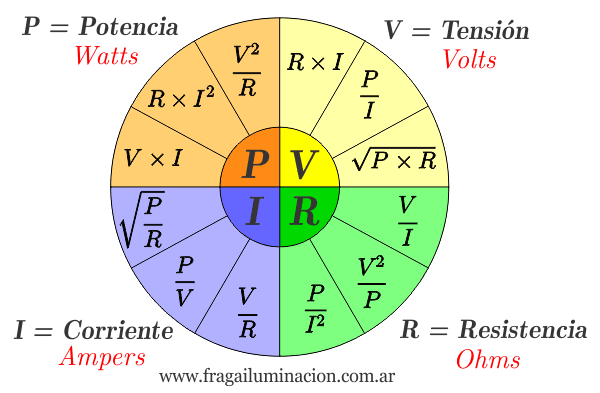 P = Potencia
Watts
V = Tensión
Volts
V²/R
R × I
R × I²
P/I
V × I
√(P × R)
P
V
I
R
√(P/R)
V/I
P/V
V²/P
V/R
P/I²
I = Corriente
Ampers
R = Resistencia
Ohms
www.fragailuminacion.com.ar